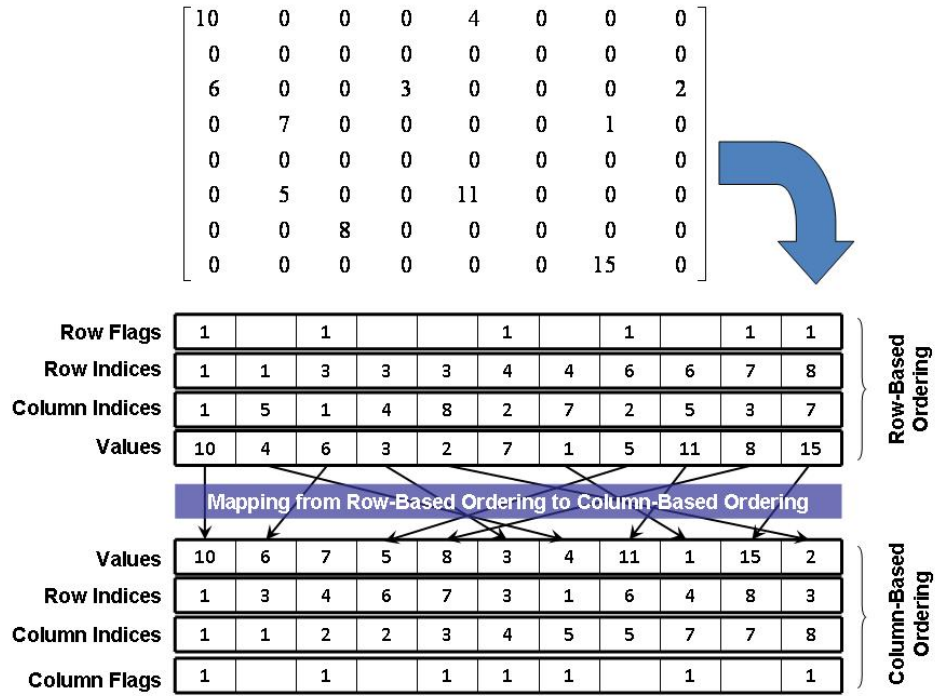 10 0 0 0 4 0 0 0
0 0 0 0 0 0 0 0
6 0 0 3 0 0 0 2
0 7 0 0 0 0 1 0
0 0 0 0 0 0 0 0
0 5 0 0 11 0 0 0
0 0 8 0 0 0 0 0
0 0 0 0 0 0 15 0
Row Flags 1 1 1 1 1 1
Row Indices 1 1 3 3 3 4 4 6 6 7 8
Column Indices 1 5 1 4 8 2 7 2 5 3 7
Values 10 4 6 3 2 7 1 5 11 8 15
Row-Based
Ordering
Mapping from Row-Based Ordering to Column-Based Ordering
Values 10 6 7 5 8 3 4 11 1 15 2
Row Indices 1 3 4 6 7 3 1 6 4 8 3
Column Indices 1 1 2 2 3 4 5 5 7 7 8
Column Flags 1 1 1 1 1 1 1
Column-Based
Ordering